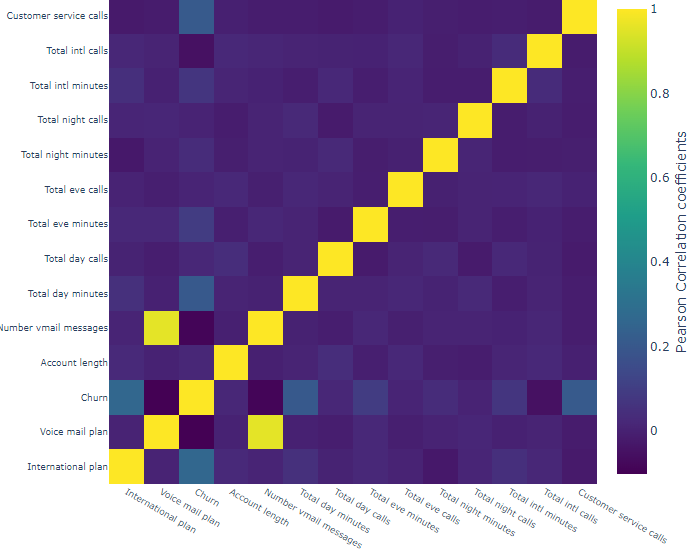 Customer service calls
Total intl calls
Total intl minutes
Total night calls
Total night minutes
Total eve calls
Total eve minutes
Total day calls
Total day minutes
Number vmail messages
Account length
Churn
Voice mail plan
International plan
International plan
Voice mail plan
Churn
Account length
Number vmail messages
Total day minutes
Total day calls
Total eve minutes
Total eve calls
Total night minutes
Total night calls
Total intl minutes
Total intl calls
Customer service calls
1
0.8
0.6
0.4
0.2
0
Pearson Correlation coefficients